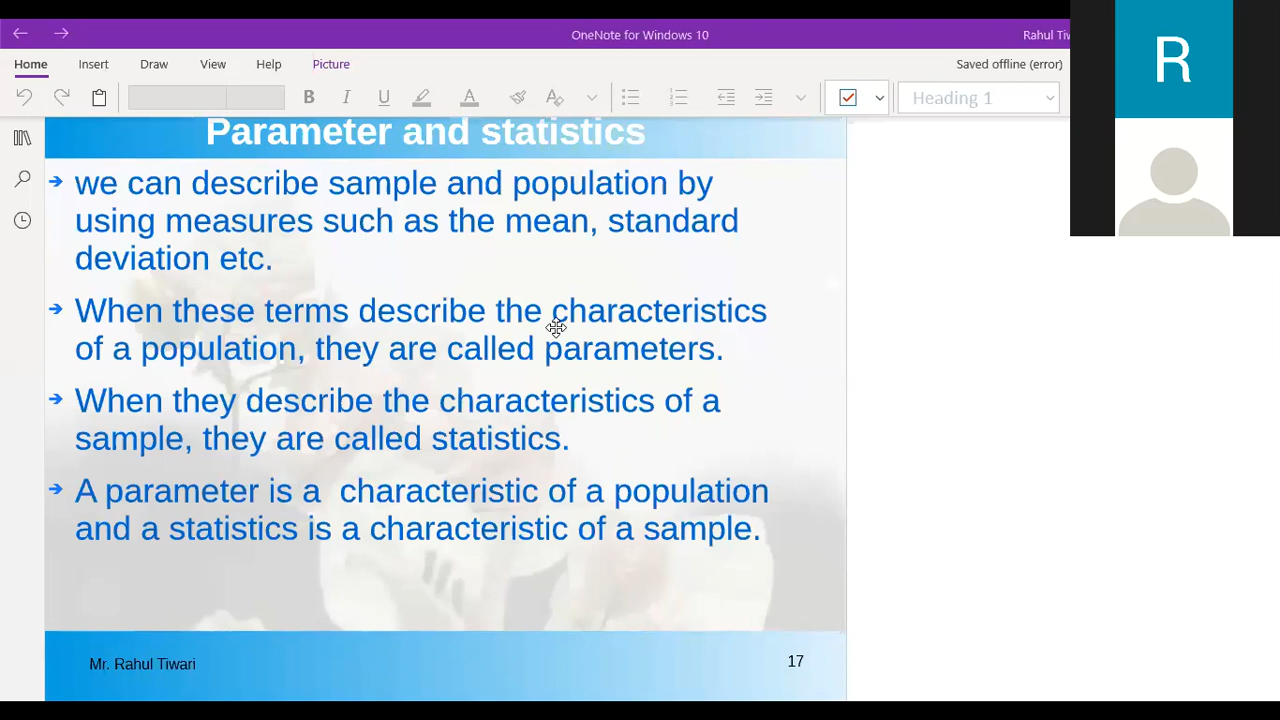 OneNote for Windows 10
Rahul Tiw
R
Home Insert Draw View Help Picture
Saved offline (error)
B I U A Heading 1
Parameter and statistics
we can describe sample and population by
using measures such as the mean, standard
deviation etc.
When these terms describe the characteristics
of a population, they are called parameters.
When they describe the characteristics of a
sample, they are called statistics.
A parameter is a characteristic of a population
and a statistics is a characteristic of a sample.
Mr. Rahul Tiwari
17